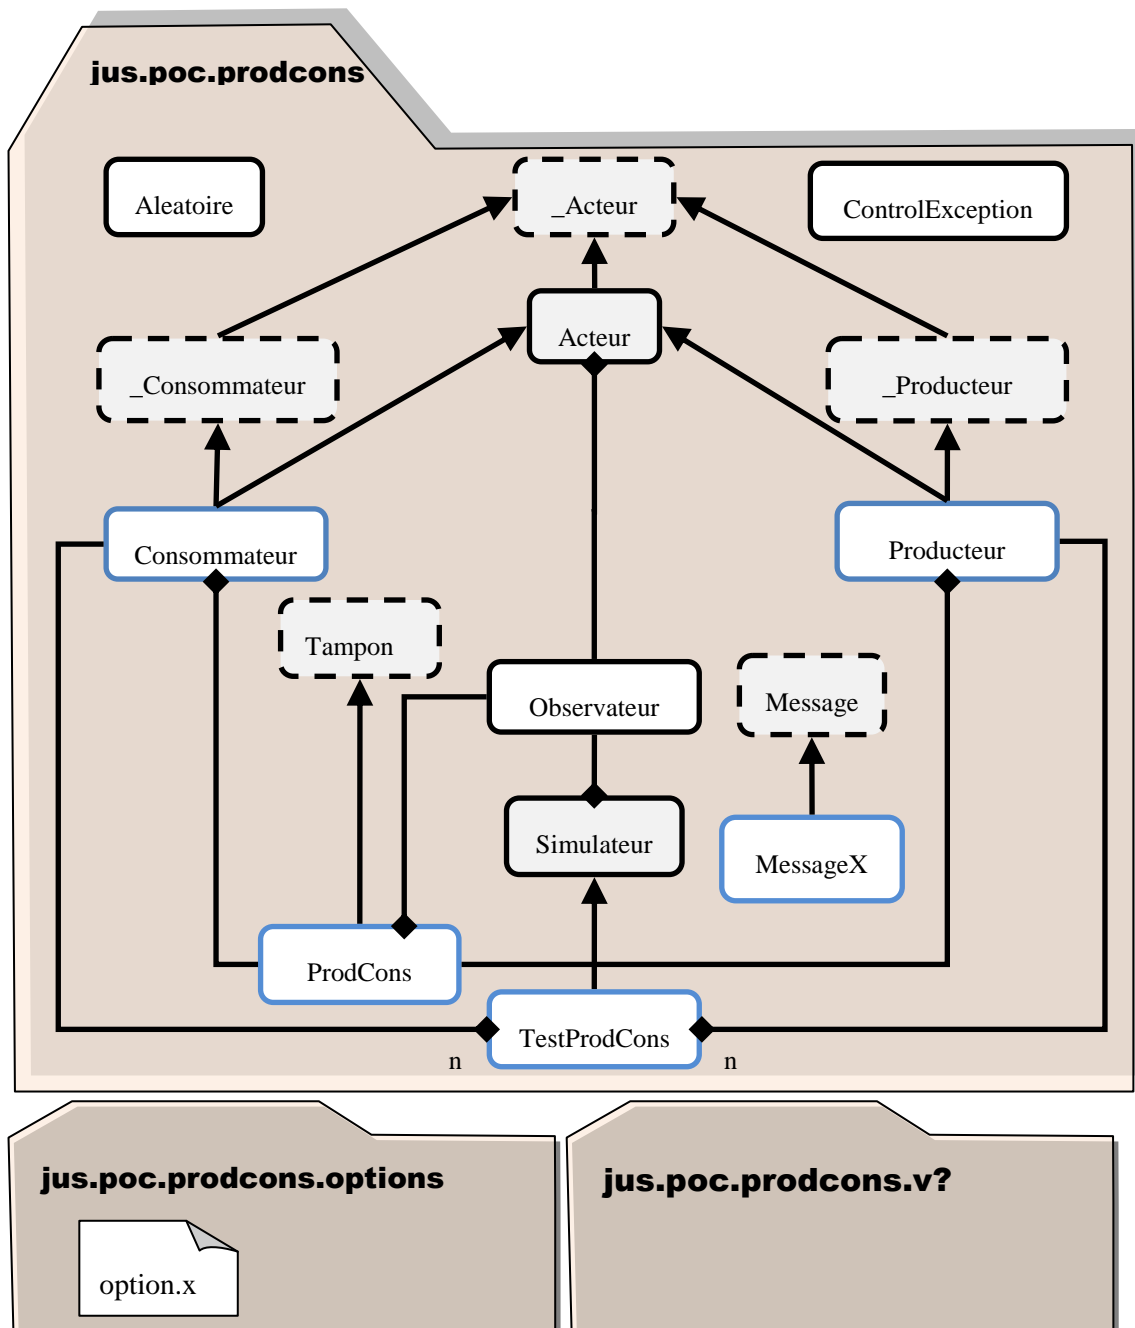 jus.poc.prodcons
Aleatoire
_Acteur
ControlException
Acteur
_Consommateur
_Producteur
Consommateur
Producteur
Tampon
Observateur
Message
Simulateur
MessageX
ProdCons
TestProdCons
n
n
jus.poc.prodcons.options
jus.poc.prodcons.v?
option.x